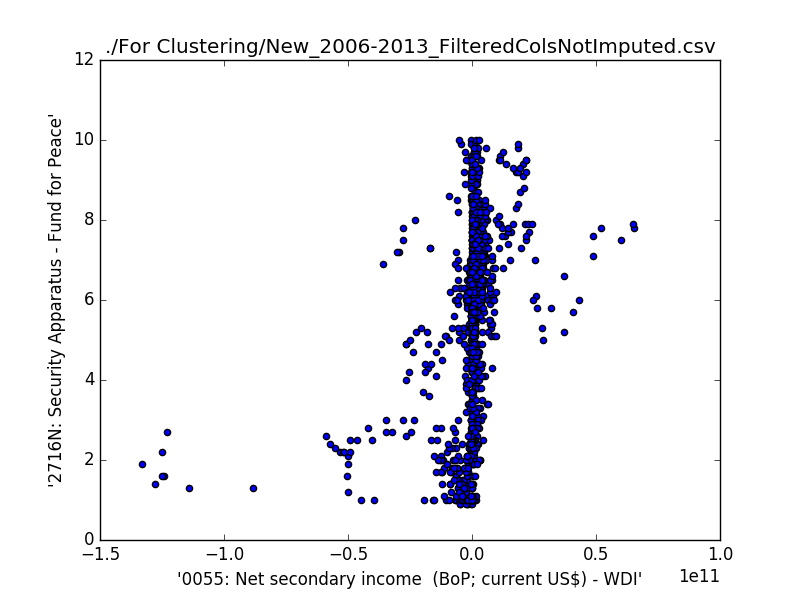 ./For Clustering/New_2006-2013_FilteredColsNotImputed.csv
12
10
8
6
4
2
0
'2716N: Security Apparatus - Fund for Peace'
−1.5 −1.0 −0.5 0.0 0.5 1.0
1e11
'0055: Net secondary income  (BoP; current US$) - WDI'